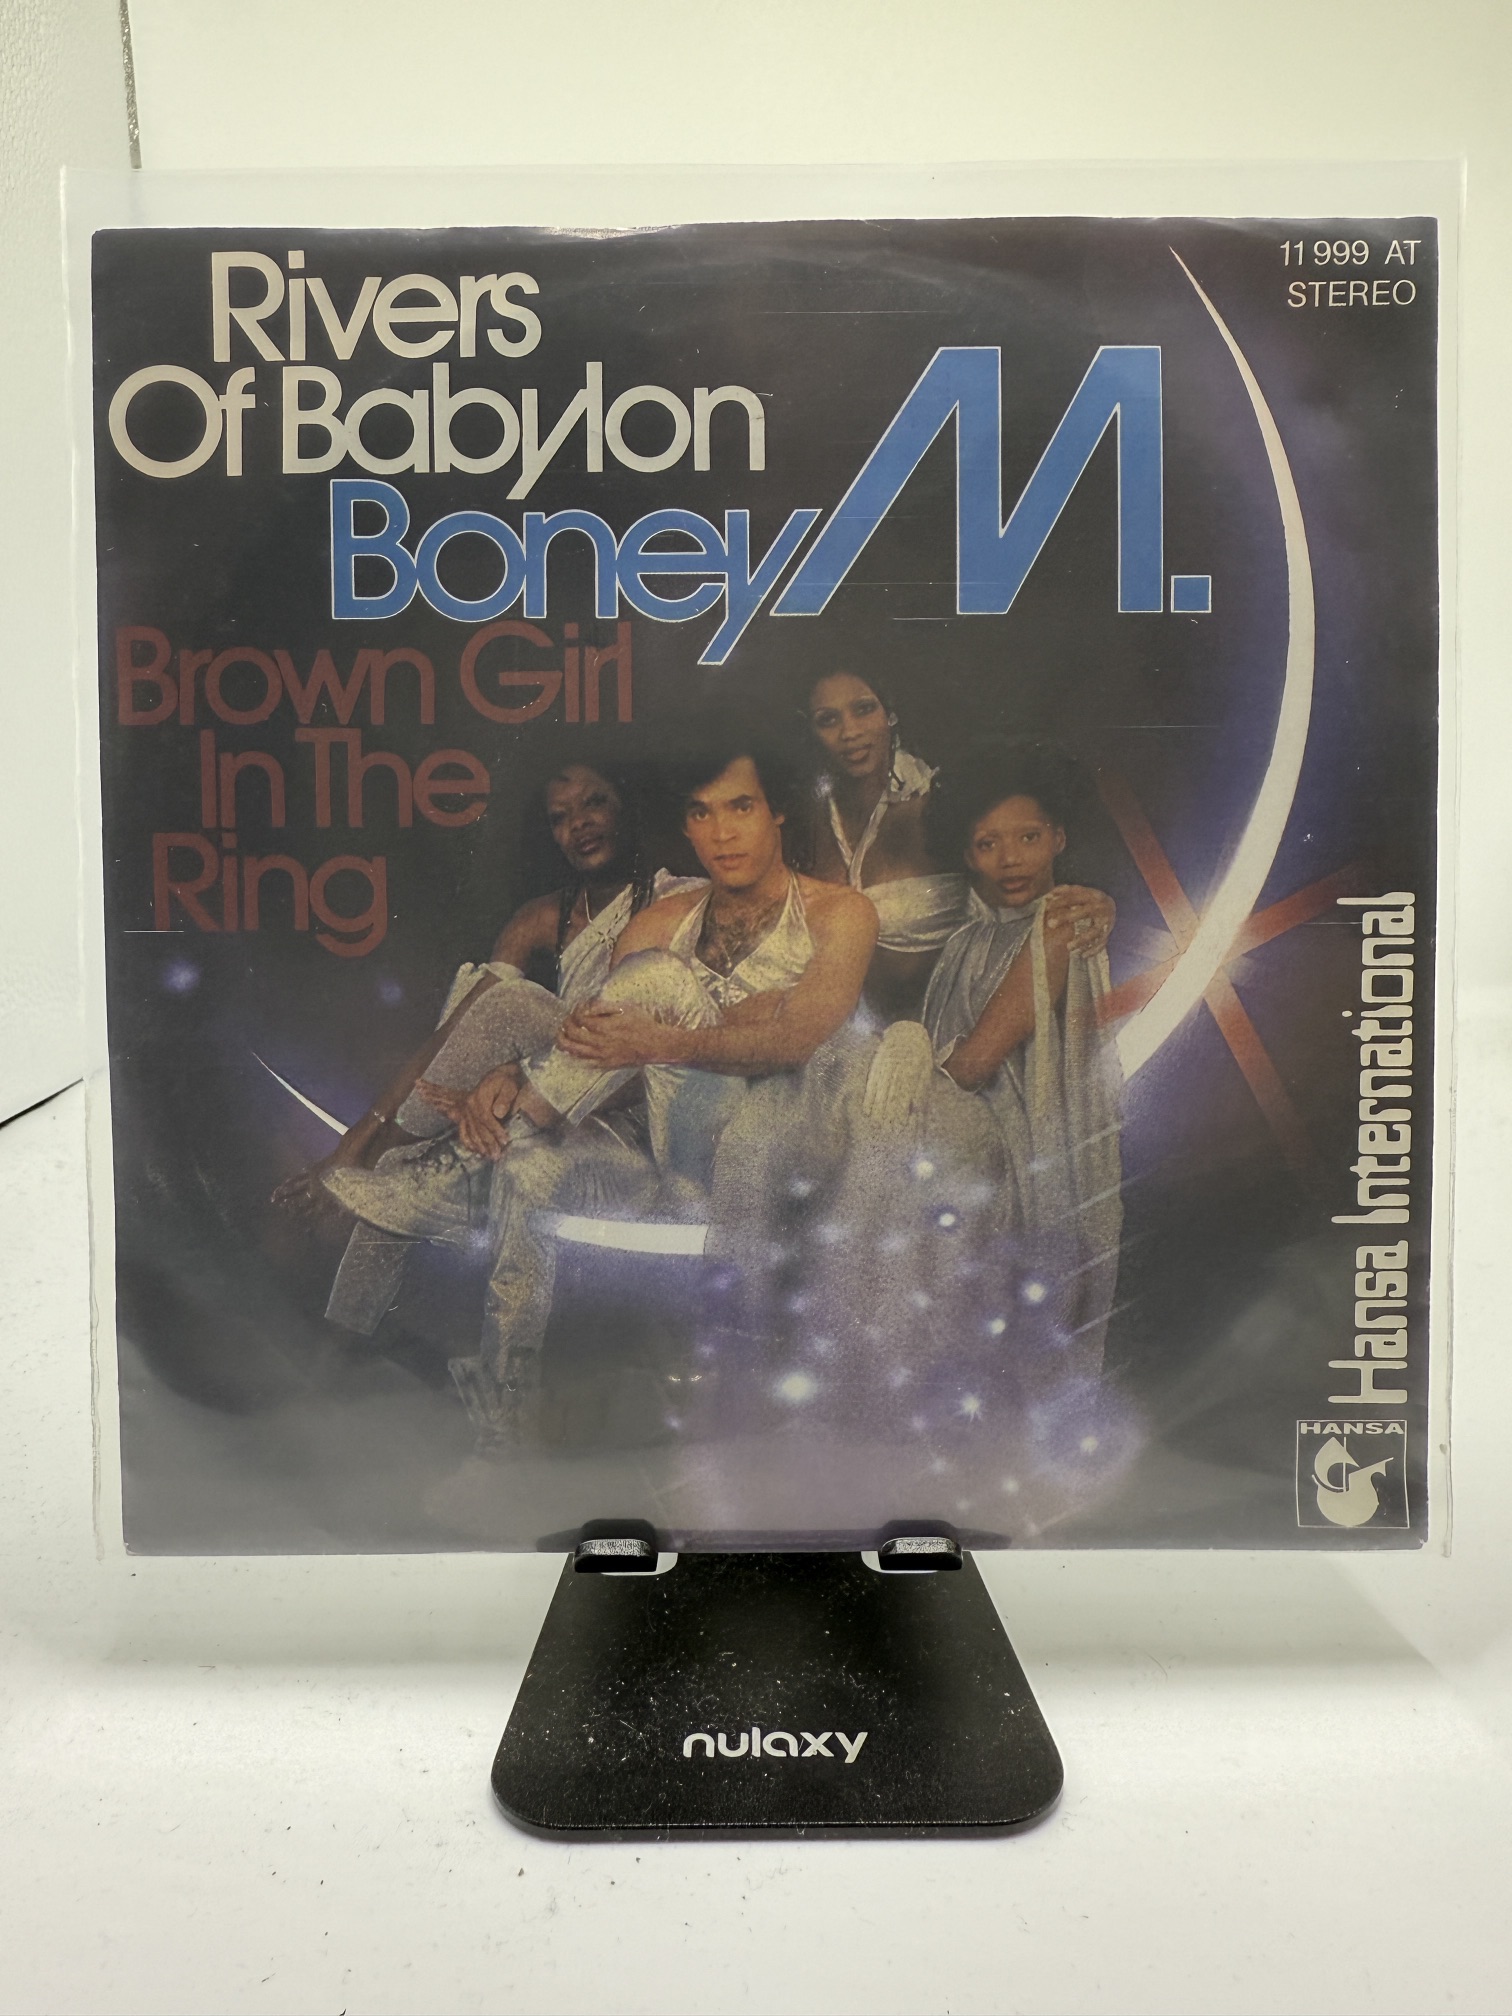 Rivers
Of Babylon
Boney M.
Brown Girl
In The
Ring
11 999 AT
STEREO
Hansa International
HANSA
nulaxy